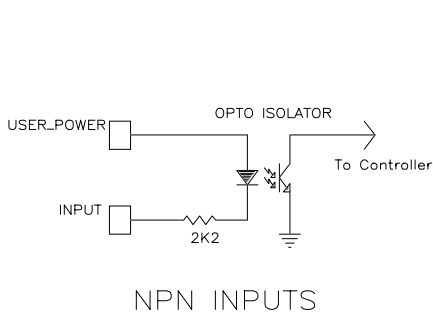 OPTO ISOLATOR
USER_POWER
To Controller
INPUT
2K2
NPN INPUTS